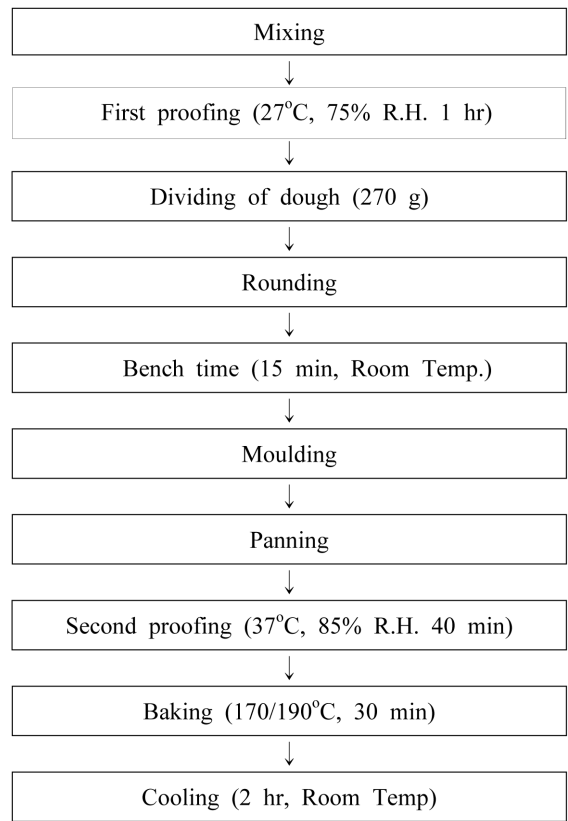 Mixing
First proofing (27°C, 75% R.H. 1 hr)
Dividing of dough (270 g)
Rounding
Bench time (15 min, Room Temp.)
Moulding
Panning
Second proofing (37°C, 85% R.H. 40 min)
Baking (170/190°C, 30 min)
Cooling (2 hr, Room Temp)